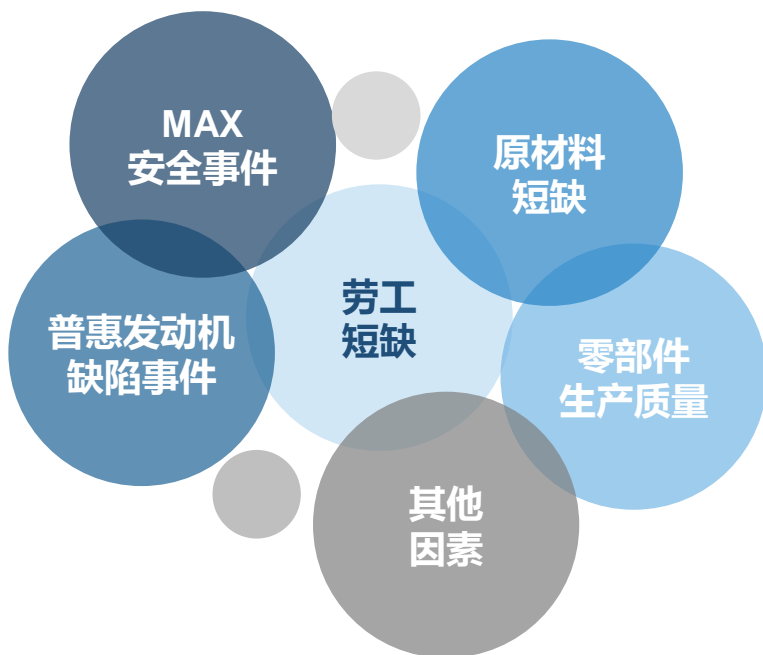 MAX
安全事件
原材料
短缺
劳工
短缺
普惠发动机
缺陷事件
零部件
生产质量
其他
因素